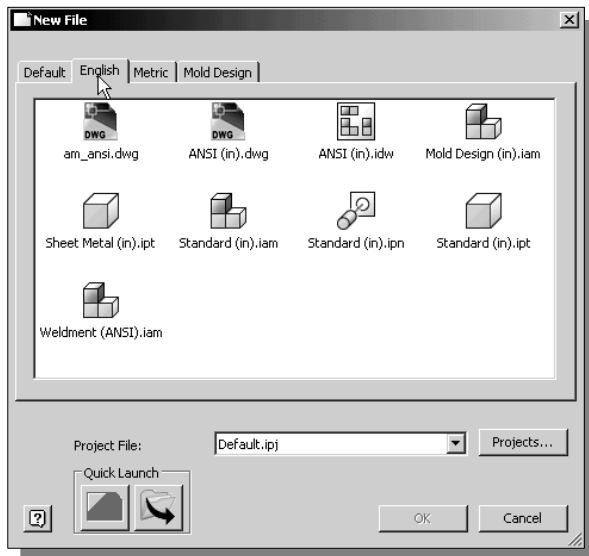 New File
Default English Metric Mold Design
DWG DWG
am_ansi.dwg ANSI (in).dwg ANSI (in).idw Mold Design (in).iam
Sheet Metal (in).ipt Standard (in).iam Standard (in).ipn Standard (in).ipt
Weldment (ANSI).iam
Project File: Default.ipj Projects...
Quick Launch
? OK Cancel